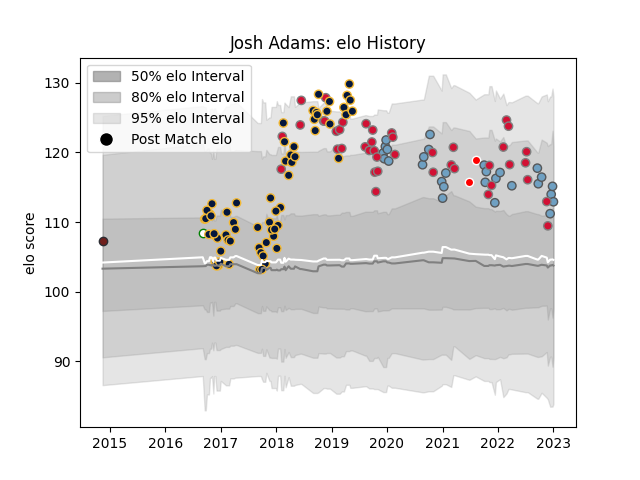 Josh Adams: elo History
50% elo Interval
80% elo Interval
95% elo Interval
Post Match elo
elo score
130
120
110
100
90
2015 2016 2017 2018 2019 2020 2021 2022 2023